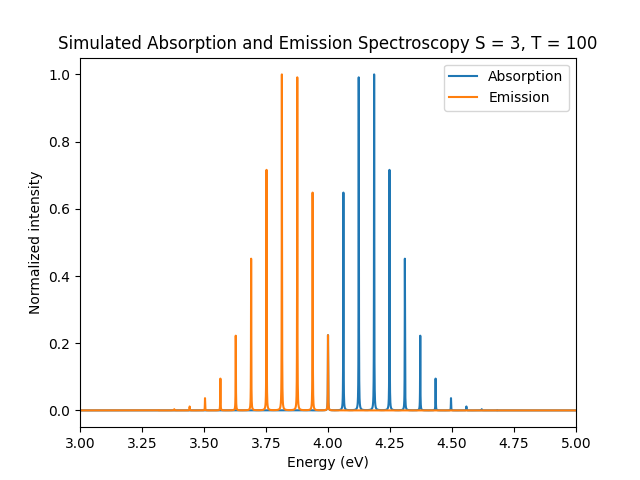 Simulated Absorption and Emission Spectroscopy S = 3, T = 100
Absorption
Emission
Normalized intensity
1.0
0.8
0.6
0.4
0.2
0.0
3.00 3.25 3.50 3.75 4.00 4.25 4.50 4.75 5.00
Energy (eV)